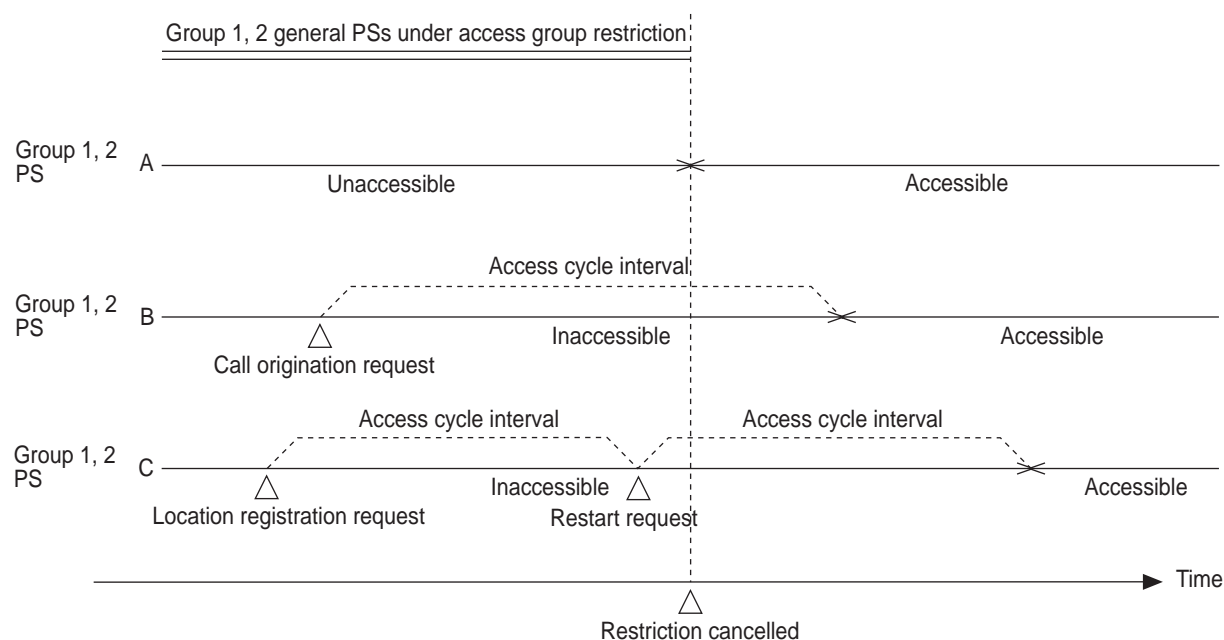 Group 1, 2 general PSs under access group restriction
Group 1, 2
PS
A
Unaccessible
Accessible
Access cycle interval
Group 1, 2
PS
B
Inaccessible
Accessible
Call origination request
Access cycle interval
Access cycle interval
Group 1, 2
PS
C
Inaccessible
Accessible
Location registration request
Restart request
Time
Restriction cancelled